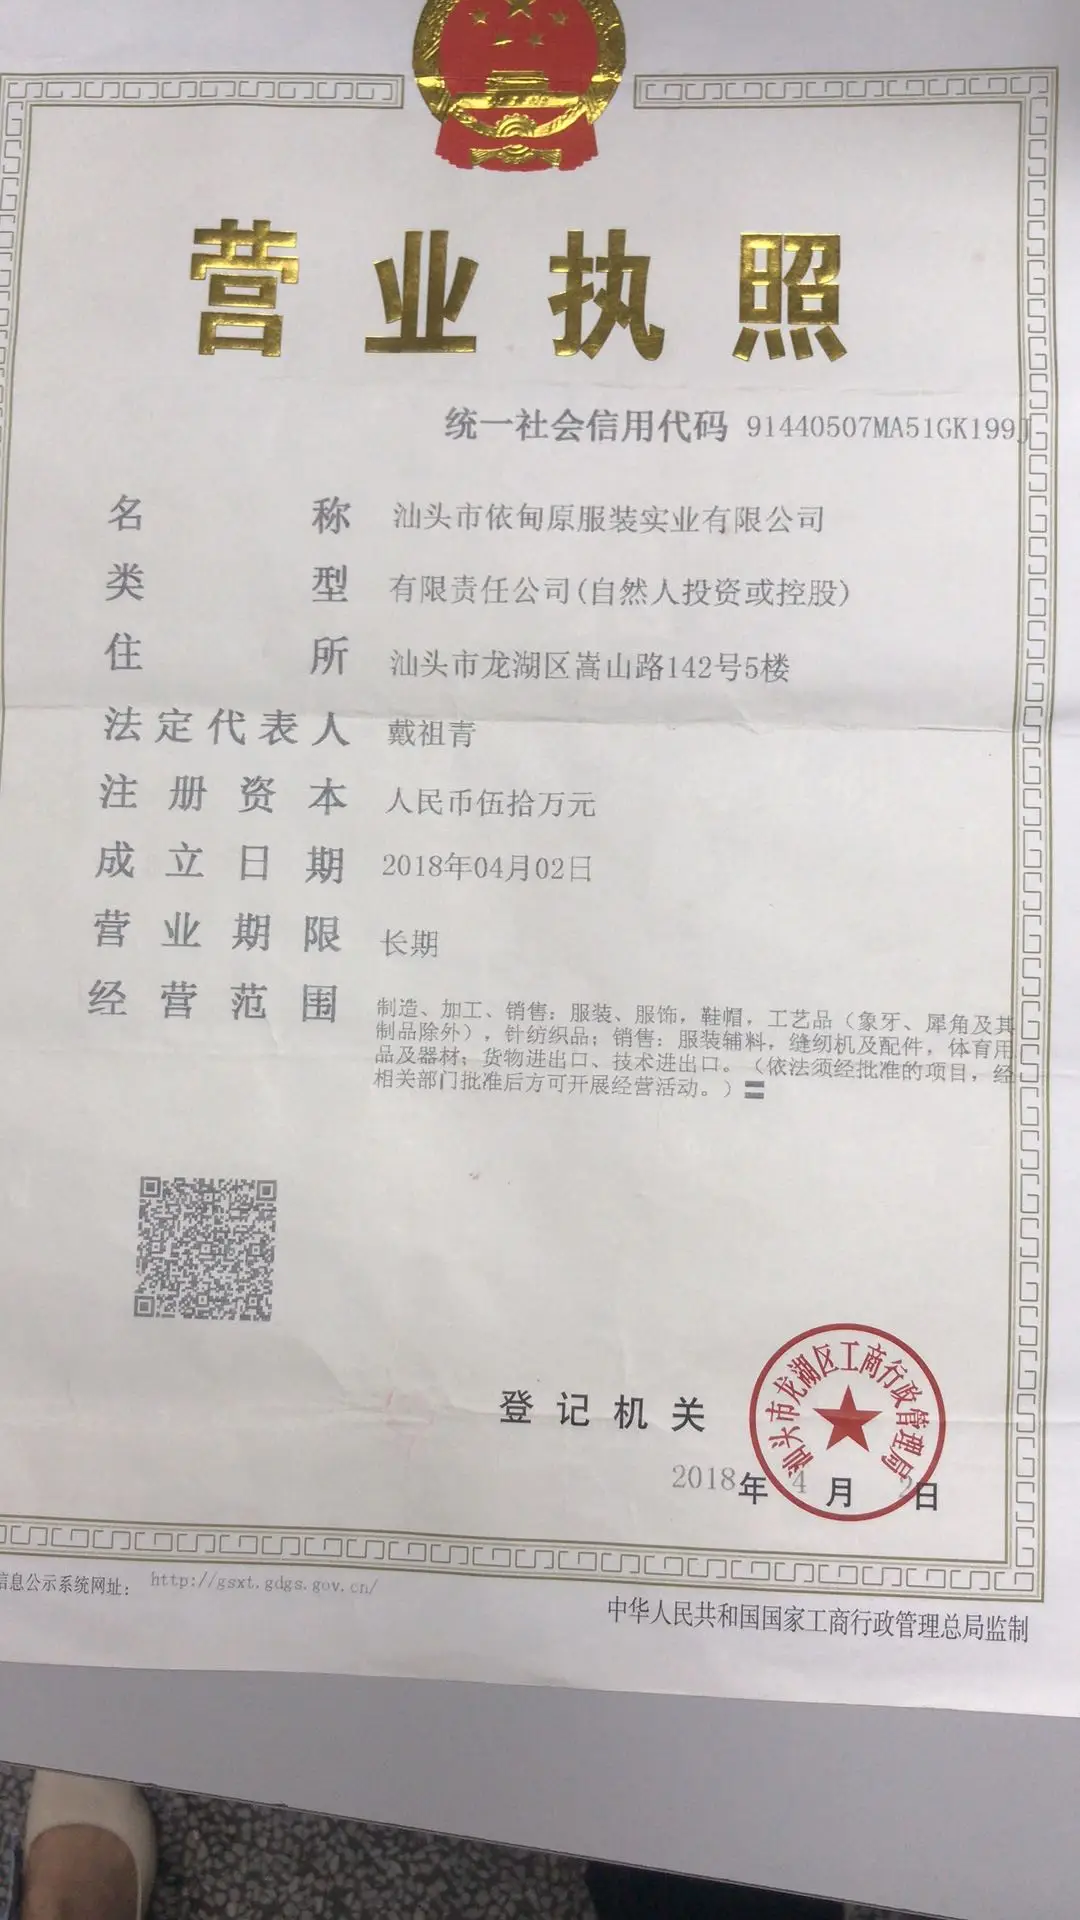 营业执照
统一社会信用代码 91440507MA51GK199J
名称 汕头市依甸原服装实业有限公司
类型 有限责任公司(自然人投资或控股)
住所 汕头市龙湖区嵩山路142号5楼
法定代表人 戴祖青
注册资本 人民币伍拾万元
成立日期 2018年04月02日
营业期限 长期
经营范围 制造、加工、销售：服装、服饰，鞋帽，工艺品（象牙、犀角及其
制品除外），针纺织品；销售：服装辅料，缝纫机及配件，体育用
品及器材；货物进出口、技术进出口。（依法须经批准的项目，经
相关部门批准后方可开展经营活动。）〓
登记机关
汕头市龙湖区工商行政管理局
2018年4月2日
信息公示系统网址： http://gsxt.gdgs.gov.cn/
中华人民共和国国家工商行政管理总局监制